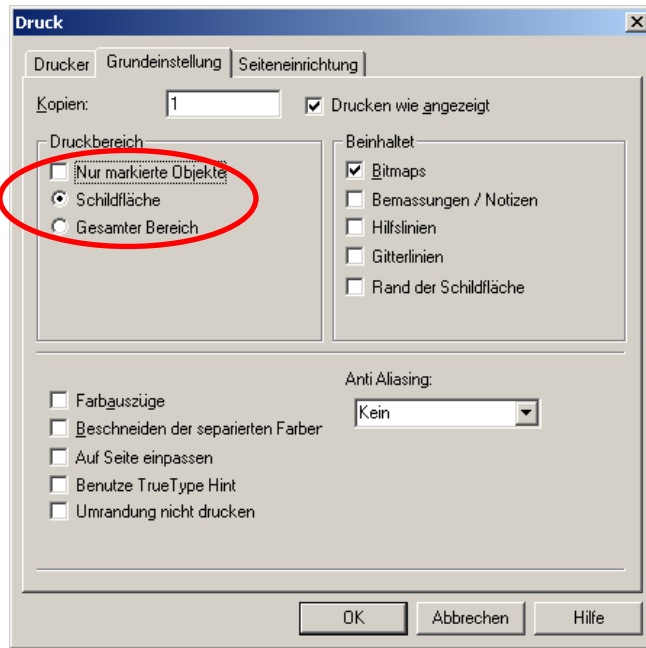 Druck
Drucker Grundeinstellung Seiteneinrichtung
Kopien: 1 Drucken wie angezeigt
Druckbereich
Nur markierte Objekte
Schildfläche
Gesamter Bereich
Beinhaltet
Bitmaps
Bemassungen / Notizen
Hilfslinien
Gitterlinien
Rand der Schildfläche
Farbauszüge
Beschneiden der separierten Farber
Auf Seite einpassen
Benutze TrueType Hint
Umrandung nicht drucken
Anti Aliasing:
Kein
OK Abbrechen Hilfe